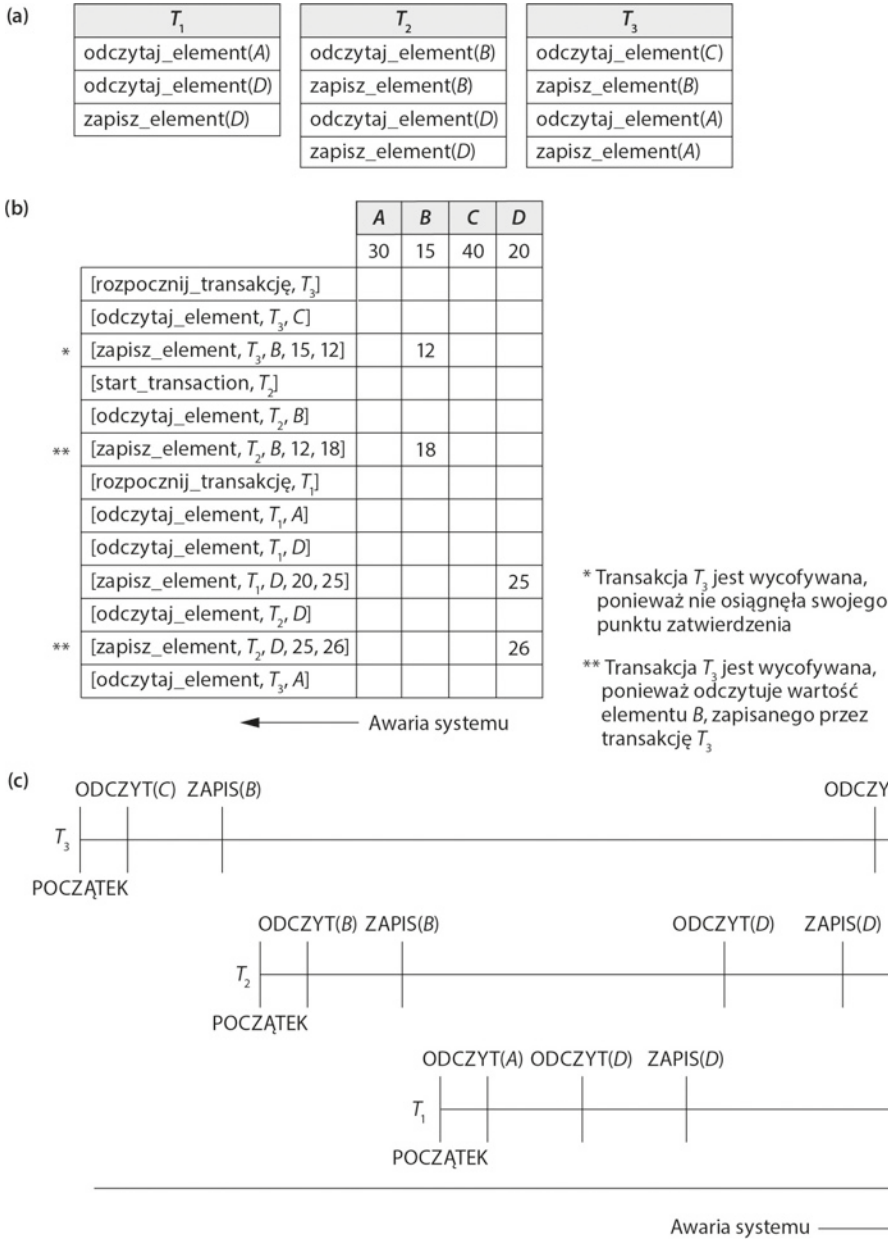 (a)
T1 T2 T3
odczytaj_element(A) odczytaj_element(B) odczytaj_element(C)
odczytaj_element(D) zapisz_element(B) zapisz_element(B)
zapisz_element(D) odczytaj_element(D) odczytaj_element(A)
zapisz_element(D) zapisz_element(A)
(b)
A B C D
30 15 40 20
[rozpocznij_transakcję, T3]
[odczytaj_element, T3, C]
* [zapisz_element, T3, B, 15, 12] 12
[start_transaction, T2]
[odczytaj_element, T2, B]
** [zapisz_element, T2, B, 12, 18] 18
[rozpocznij_transakcję, T1]
[odczytaj_element, T1, A]
[odczytaj_element, T1, D]
[zapisz_element, T1, D, 20, 25] 25
[odczytaj_element, T2, D]
** [zapisz_element, T2, D, 25, 26] 26
[odczytaj_element, T3, A]
Awaria systemu
* Transakcja T3 jest wycofywana,
ponieważ nie osiągnęła swojego
punktu zatwierdzenia
** Transakcja T3 jest wycofywana,
ponieważ odczytuje wartość
elementu B, zapisanego przez
transakcję T3
(c)
ODCZYT(C) ZAPIS(B) ODCZY
T3
POCZĄTEK
ODCZYT(B) ZAPIS(B) ODCZYT(D) ZAPIS(D)
T2
POCZĄTEK
ODCZYT(A) ODCZYT(D) ZAPIS(D)
T1
POCZĄTEK
Awaria systemu